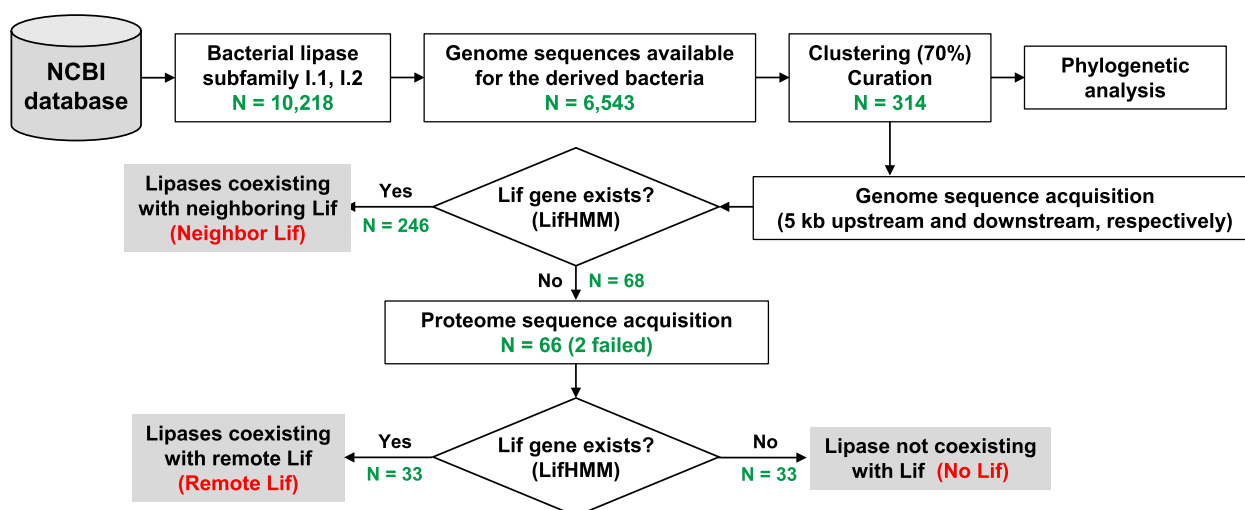 NCBI
database
Bacterial lipase
subfamily I.1, I.2
N = 10,218
Genome sequences available
for the derived bacteria
N = 6,543
Clustering (70%)
Curation
N = 314
Phylogenetic
analysis
Genome sequence acquisition
(5 kb upstream and downstream, respectively)
Lif gene exists?
(LifHMM)
Yes
N = 246
Lipases coexisting
with neighboring Lif
(Neighbor Lif)
No
N = 68
Proteome sequence acquisition
N = 66 (2 failed)
Lif gene exists?
(LifHMM)
Yes
N = 33
Lipases coexisting
with remote Lif
(Remote Lif)
No
N = 33
Lipase not coexisting
with Lif (No Lif)